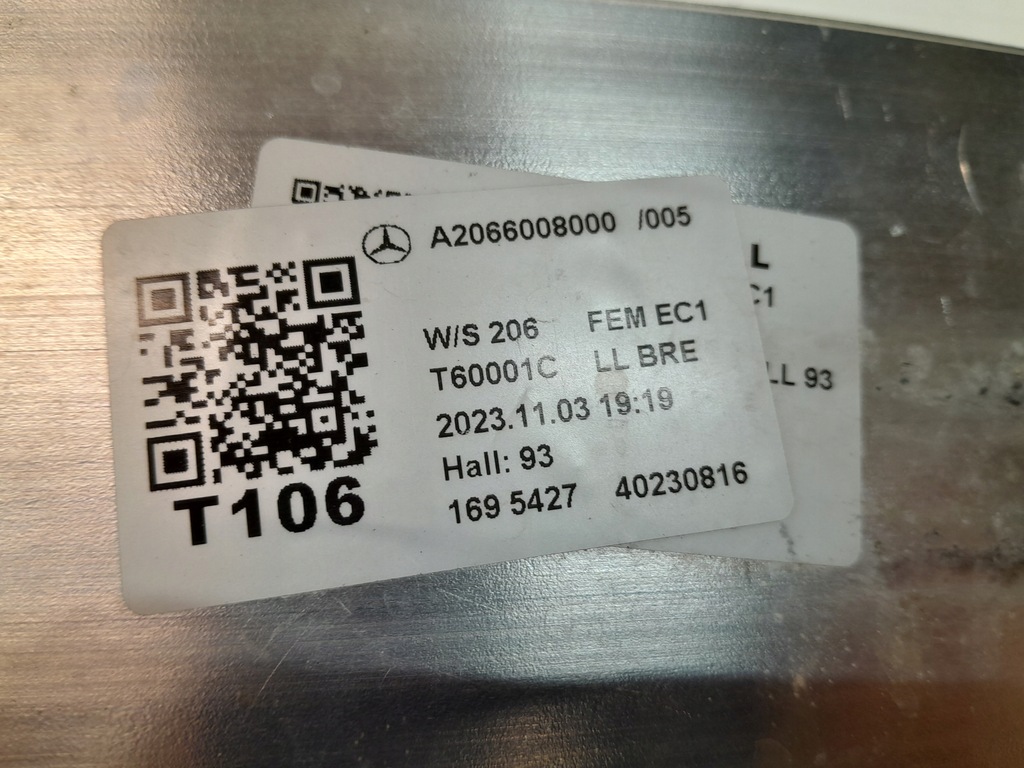 A2066008000 /005
W/S 206 FEM EC1
T60001C LL BRE
2023.11.03 19:19
Hall: 93
169 5427 40230816
T106
L
C1
LL 93